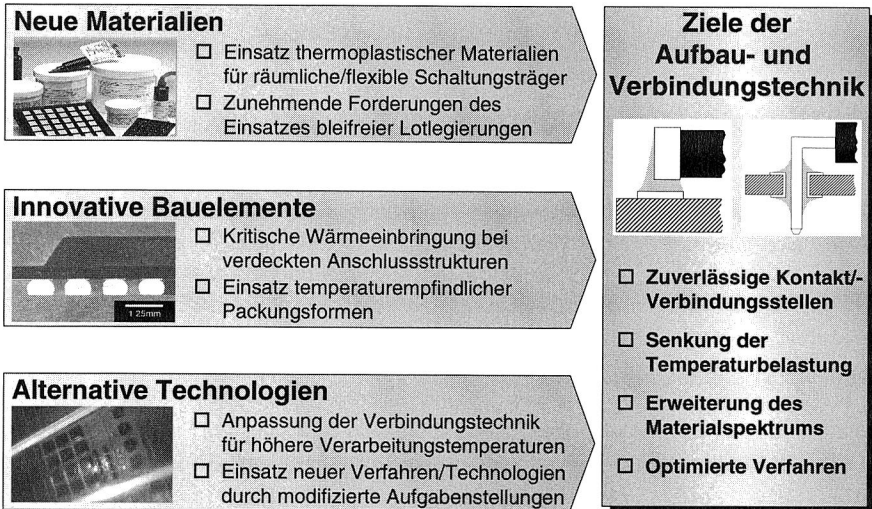 Neue Materialien
☐ Einsatz thermoplastischer Materialien
für räumliche/flexible Schaltungsträger
☐ Zunehmende Forderungen des
Einsatzes bleifreier Lotlegierungen
Innovative Bauelemente
☐ Kritische Wärmeeinbringung bei
verdeckten Anschlussstrukturen
☐ Einsatz temperaturempfindlicher
Packungsformen
1 25mm
Alternative Technologien
☐ Anpassung der Verbindungstechnik
für höhere Verarbeitungstemperaturen
☐ Einsatz neuer Verfahren/Technologien
durch modifizierte Aufgabenstellungen
Ziele der
Aufbau- und
Verbindungstechnik
☐ Zuverlässige Kontakt/-
Verbindungsstellen
☐ Senkung der
Temperaturbelastung
☐ Erweiterung des
Materialspektrums
☐ Optimierte Verfahren